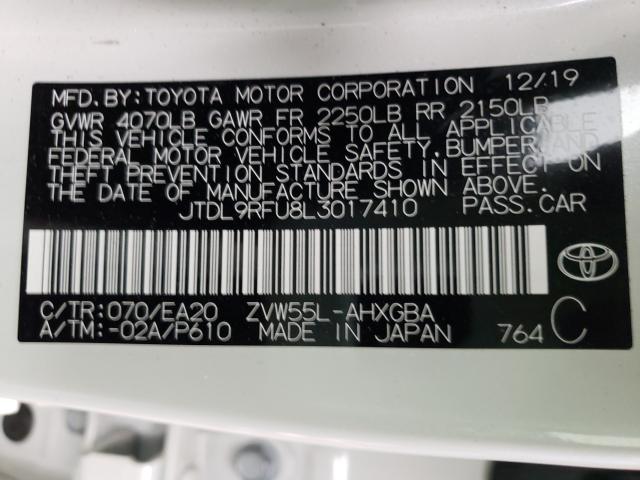 MFD. BY: TOYOTA MOTOR CORPORATION 12/19
GVWR 4070LB GAWR FR 2250LB RR 2150LB
THIS VEHICLE CONFORMS TO ALL APPLICABLE
FEDERAL MOTOR VEHICLE SAFETY, BUMPER, AND
THEFT PREVENTION STANDARDS IN EFFECT ON
THE DATE OF MANUFACTURE SHOWN ABOVE.
JTDL9RFU8L3017410 PASS.CAR
C/TR:070/EA20 ZVW55L-AHXGBA
A/TM:-02A/P610 MADE IN JAPAN 764 C